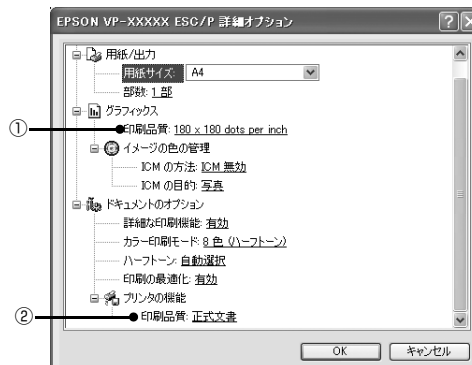 EPSON VP-XXXXX ESC/P 詳細オプション
用紙/出力
用紙サイズ: A4
部数: 1 部
グラフィックス
① 印刷品質: 180 x 180 dots per inch
イメージの色の管理
ICM の方法: ICM 無効
ICM の目的: 写真
ドキュメントのオプション
詳細な印刷機能: 有効
カラー印刷モード: 8 色 (ハーフトーン)
ハーフトーン: 自動選択
印刷の最適化: 有効
プリンタの機能
② 印刷品質: 正式文書
OK キャンセル